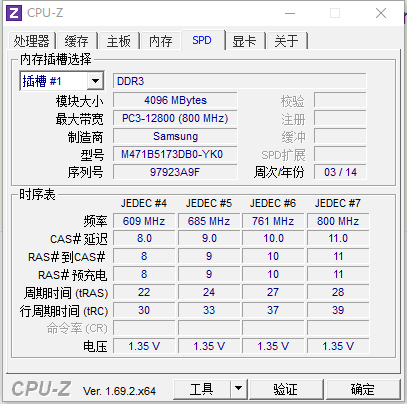 CPU-Z
处理器 缓存 主板 内存 SPD 显卡 关于
内存插槽选择
插槽 #1 DDR3
模块大小 4096 MBytes 校验
最大带宽 PC3-12800 (800 MHz) 注册
制造商 Samsung 缓冲
型号 M471B5173DB0-YK0 SPD扩展
序列号 97923A9F 周次/年份 03 / 14
时序表
JEDEC #4 JEDEC #5 JEDEC #6 JEDEC #7
频率 609 MHz 685 MHz 761 MHz 800 MHz
CAS# 延迟 8.0 9.0 10.0 11.0
RAS# 到CAS# 8 9 10 11
RAS# 预充电 8 9 10 11
周期时间 (tRAS) 22 24 27 28
行周期时间 (tRC) 30 33 37 39
命令率 (CR)
电压 1.35 V 1.35 V 1.35 V 1.35 V
CPU-Z Ver. 1.69.2.x64 工具 验证 确定